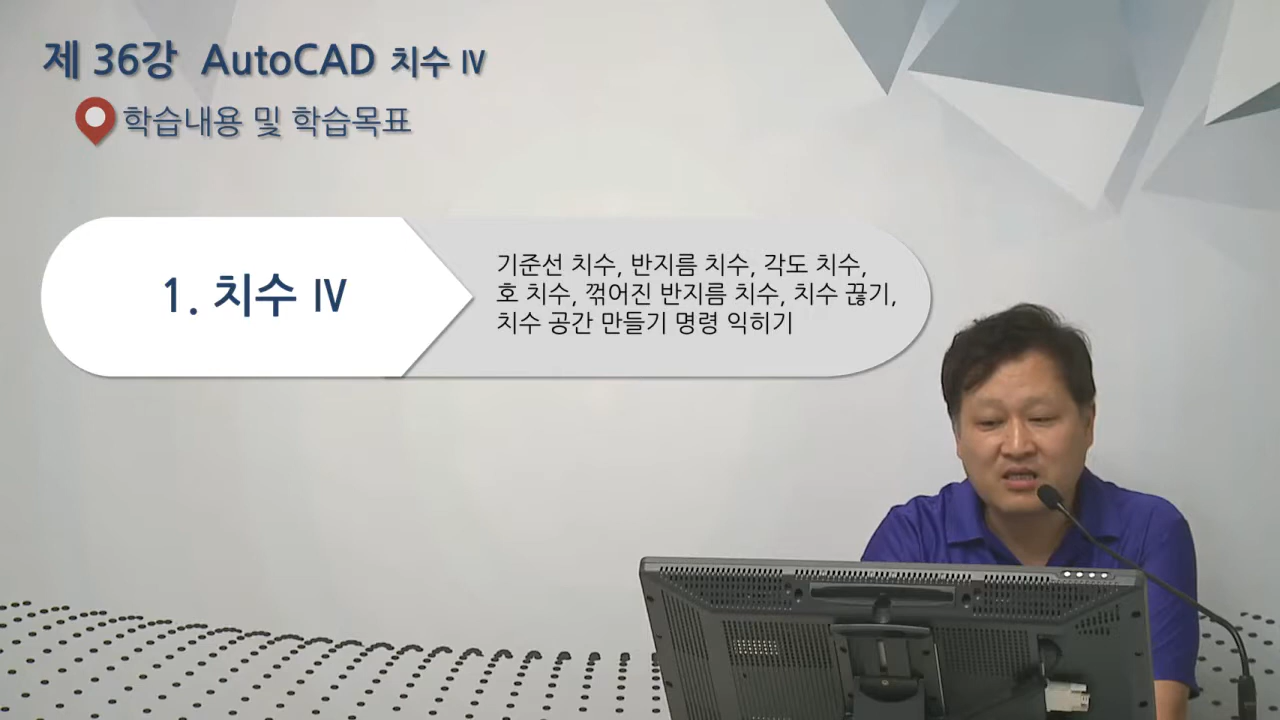 제 36강 AutoCAD 치수 Ⅳ
학습내용 및 학습목표
1. 치수 Ⅳ
기준선 치수, 반지름 치수, 각도 치수,
호 치수, 꺾어진 반지름 치수, 치수 끊기,
치수 공간 만들기 명령 익히기